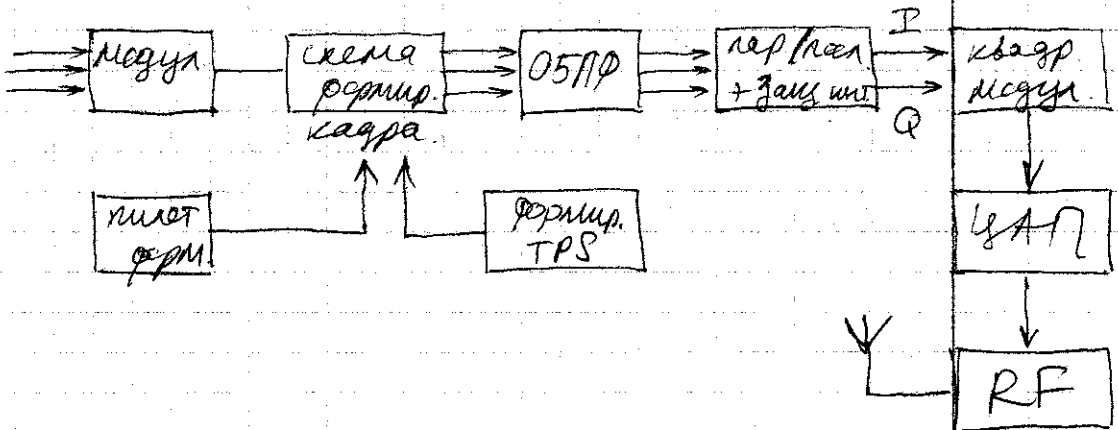 модул
схема
формир.
кадра.
ОБПФ
пар/посл
+ Защ инт
I
Q
квадр.
модул.
пилот
форм.
формир.
TPS
ЦАП
RF